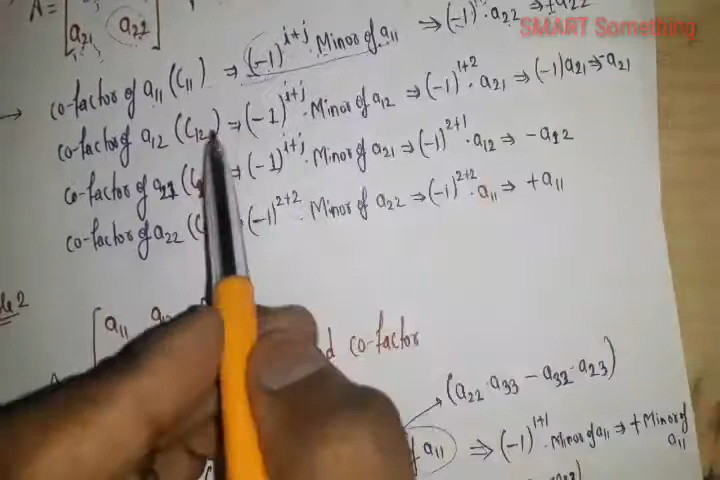 SMART Something
A =
a21 a22
co-factor of a11 (C11) ⇒ (-1)^i+j . Minor of a11 ⇒ (-1) . a22 ⇒ +a22
co-factor of a12 (C12) ⇒ (-1)^i+j . Minor of a12 ⇒ (-1)^1+2 . a21 ⇒ (-1) a21 ⇒ -a21
co-factor of a21 (C ⇒ (-1)^i+j . Minor of a21 ⇒ (-1)^2+1 . a12 ⇒ -a12
co-factor of a22 (C (-1)^2+2 . Minor of a22 ⇒ (-1)^2+2 . a11 ⇒ +a11
a11 a12
co-factor
(a22 . a33 - a32 . a23)
of a11 ⇒ (-1)^1+1 . Minor of a11 ⇒ + Minor of a11